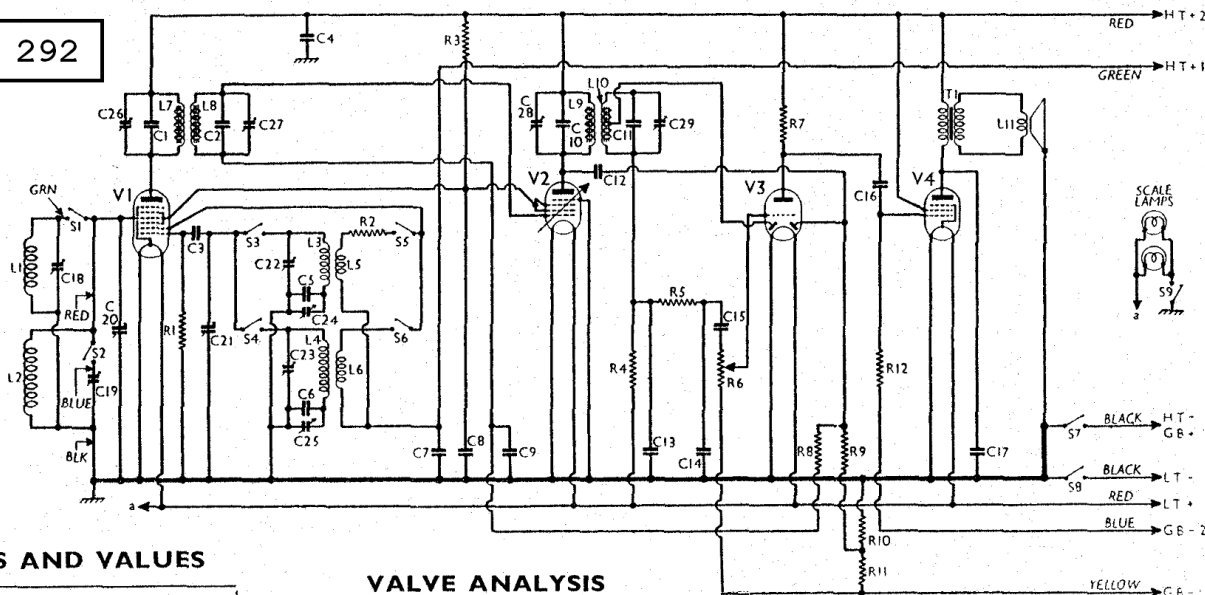 292
C4
R3
HT+2
RED
HT+1
GREEN
C26
L7
L8
C1
C2
C27
C28
L9
L10
C10
C11
C29
R7
T1
L11
GRN
S1
V1
V2
C12
V3
C16
V4
SCALE LAMPS
L1
C18
RED
C20
S2
L2
BLUE
C19
BLK
R1
C3
C21
S3
C22
L3
C5
C24
R2
L5
S5
S4
C23
L4
L6
S6
C6
C25
R4
R5
C15
R6
R12
S9
a
C7
C8
C9
C13
C14
R8
R9
C17
S7
BLACK
HT-
GB+
S8
BLACK
LT-
a
RED
LT+
R10
BLUE
GB-2
R11
YELLOW
GB-
S AND VALUES
VALVE ANALYSIS